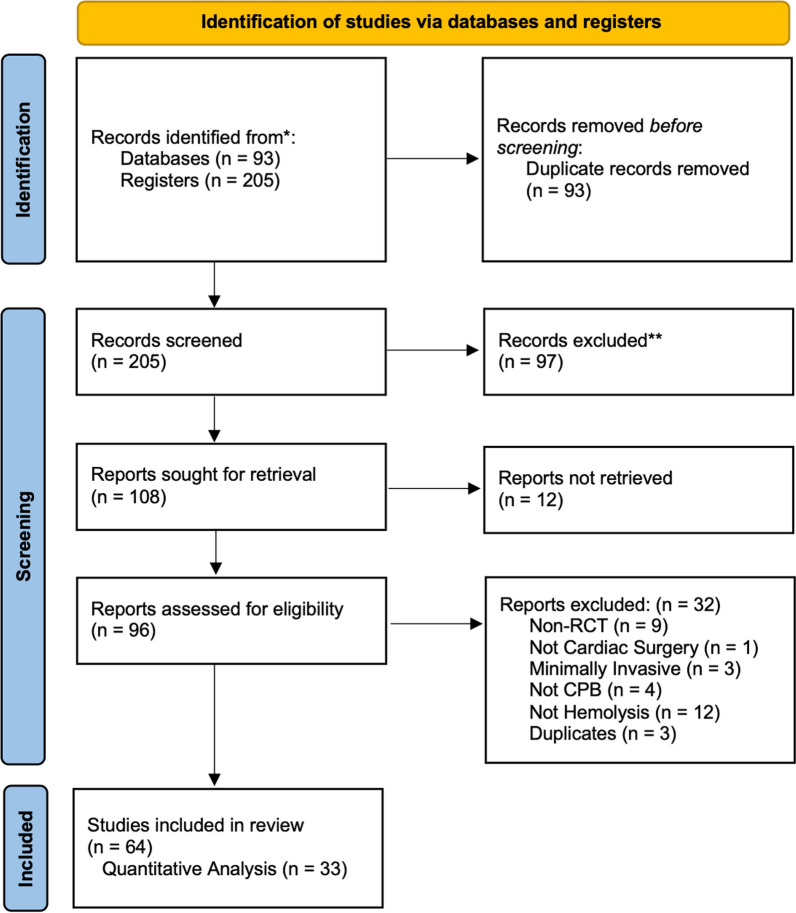 Identification of studies via databases and registers
Identification
Records identified from*:
Databases (n = 93)
Registers (n = 205)
Records removed before
screening:
Duplicate records removed
(n = 93)
Screening
Records screened
(n = 205)
Records excluded**
(n = 97)
Reports sought for retrieval
(n = 108)
Reports not retrieved
(n = 12)
Reports assessed for eligibility
(n = 96)
Reports excluded: (n = 32)
Non-RCT (n = 9)
Not Cardiac Surgery (n = 1)
Minimally Invasive (n = 3)
Not CPB (n = 4)
Not Hemolysis (n = 12)
Duplicates (n = 3)
Included
Studies included in review
(n = 64)
Quantitative Analysis (n = 33)